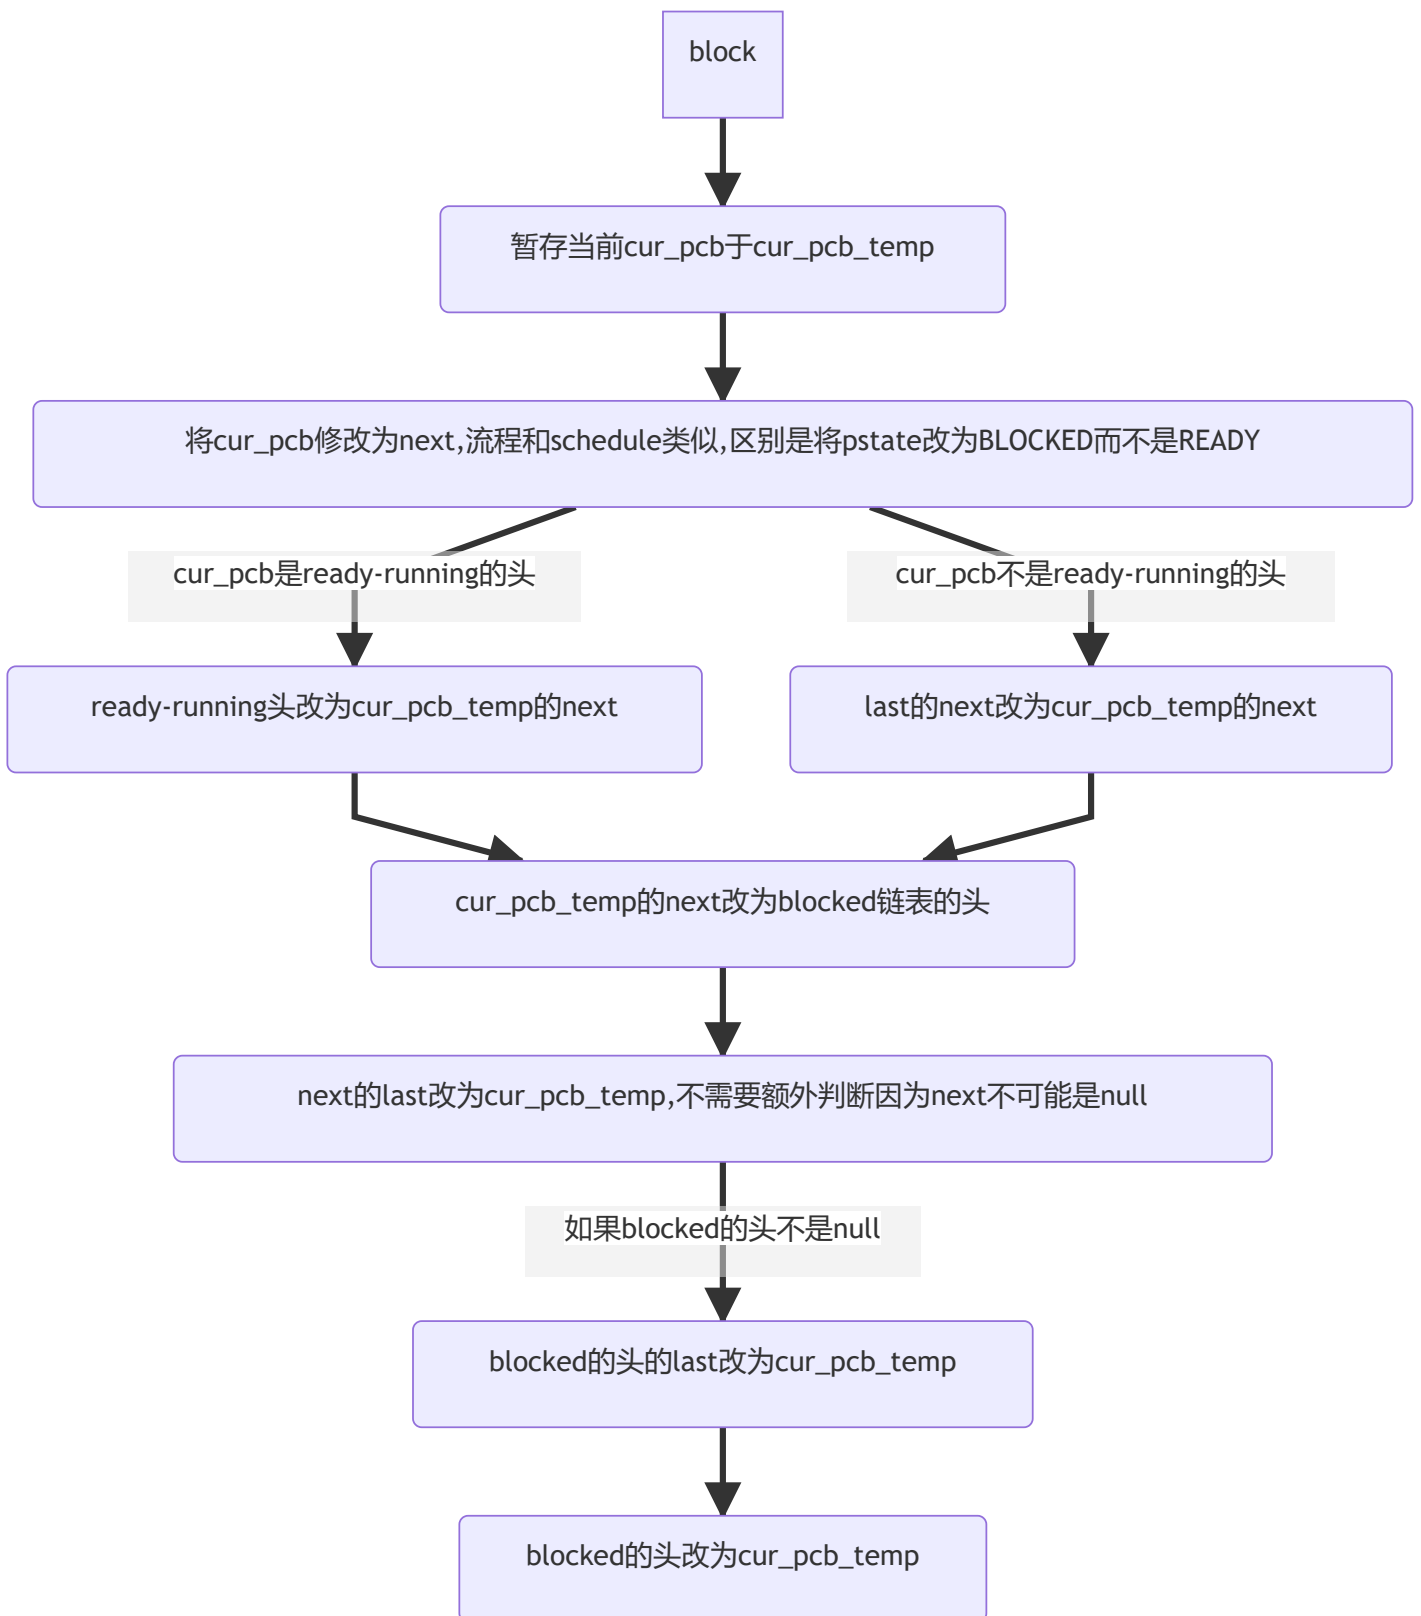 block
暂存当前cur_pcb于cur_pcb_temp
将cur_pcb修改为next,流程和schedule类似,区别是将pstate改为BLOCKED而不是READY
cur_pcb是ready-running的头
cur_pcb不是ready-running的头
ready-running头改为cur_pcb_temp的next
last的next改为cur_pcb_temp的next
cur_pcb_temp的next改为blocked链表的头
next的last改为cur_pcb_temp,不需要额外判断因为next不可能是null
如果blocked的头不是null
blocked的头的last改为cur_pcb_temp
blocked的头改为cur_pcb_temp